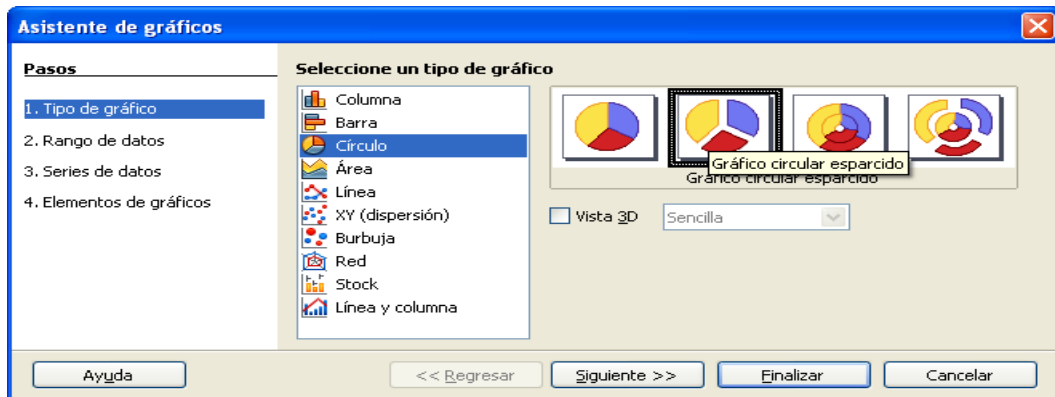 Asistente de gráficos
Pasos
1. Tipo de gráfico
2. Rango de datos
3. Series de datos
4. Elementos de gráficos
Seleccione un tipo de gráfico
Columna
Barra
Círculo
Área
Línea
XY (dispersión)
Burbuja
Red
Stock
Línea y columna
Gráfico circular esparcido
Gráfico circular esparcido
Vista 3D
Sencilla
Ayuda
<< Regresar
Siguiente >>
Finalizar
Cancelar